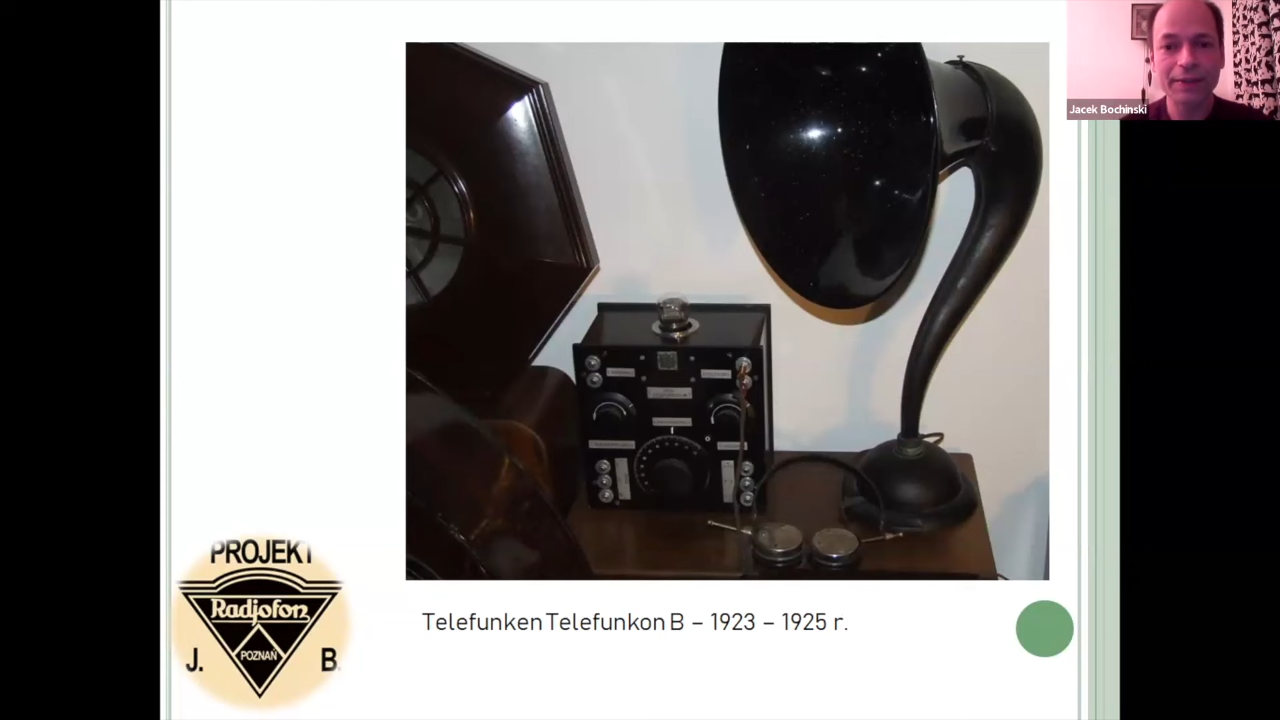 Jacek Bochinski
PROJEKT
Radjofon
POZNAŃ
J. B.
Telefunken Telefunkon B – 1923 – 1925 r.